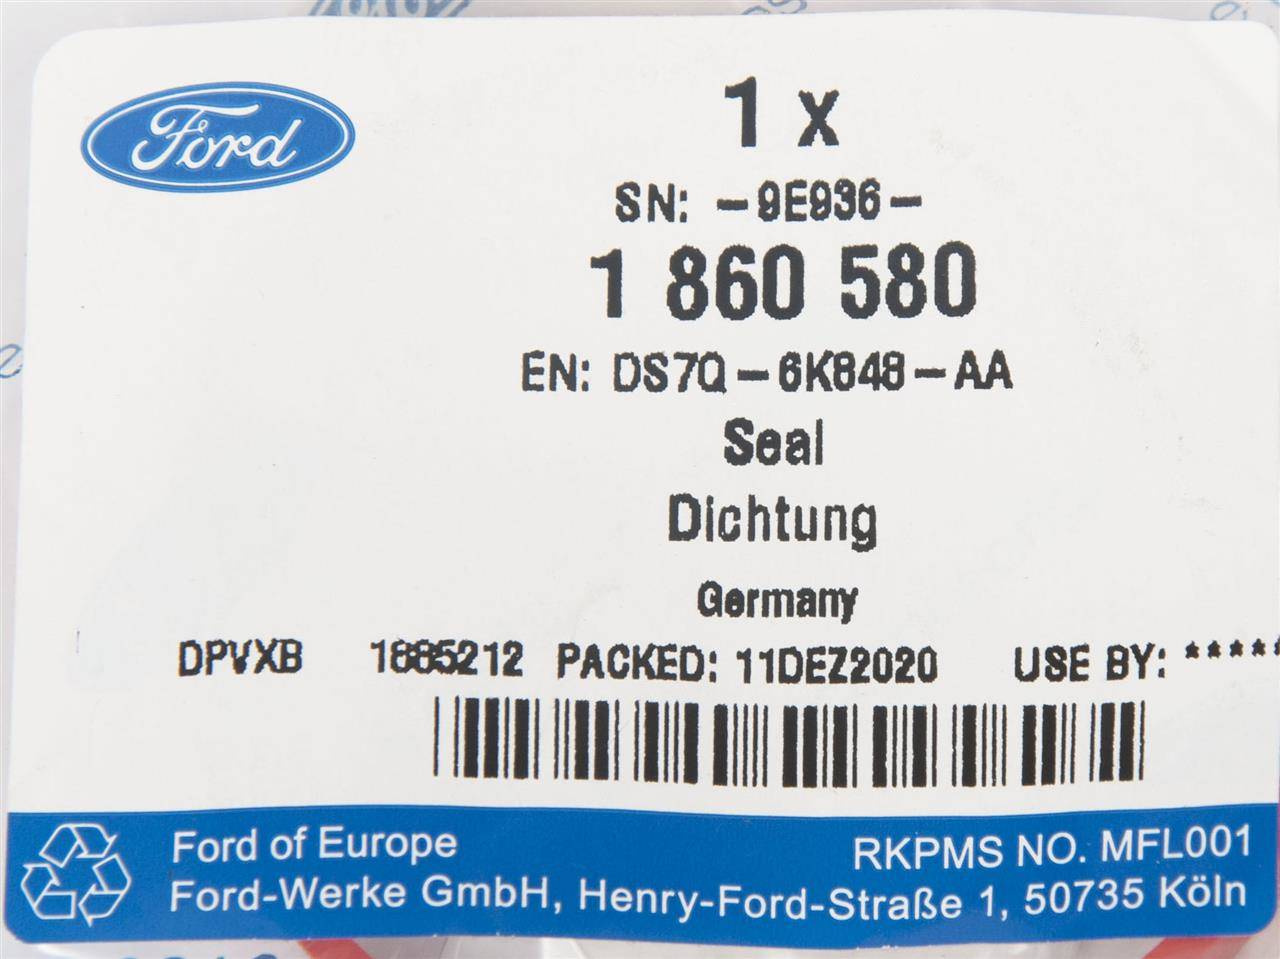 Ford
1 x
SN: -9E936-
1 860 580
EN: DS7Q-6K848-AA
Seal
Dichtung
Germany
DPVXB 1885212 PACKED: 11DEZ2020 USE BY: *****
Ford of Europe
RKPMS NO. MFL001
Ford-Werke GmbH, Henry-Ford-Straße 1, 50735 Köln